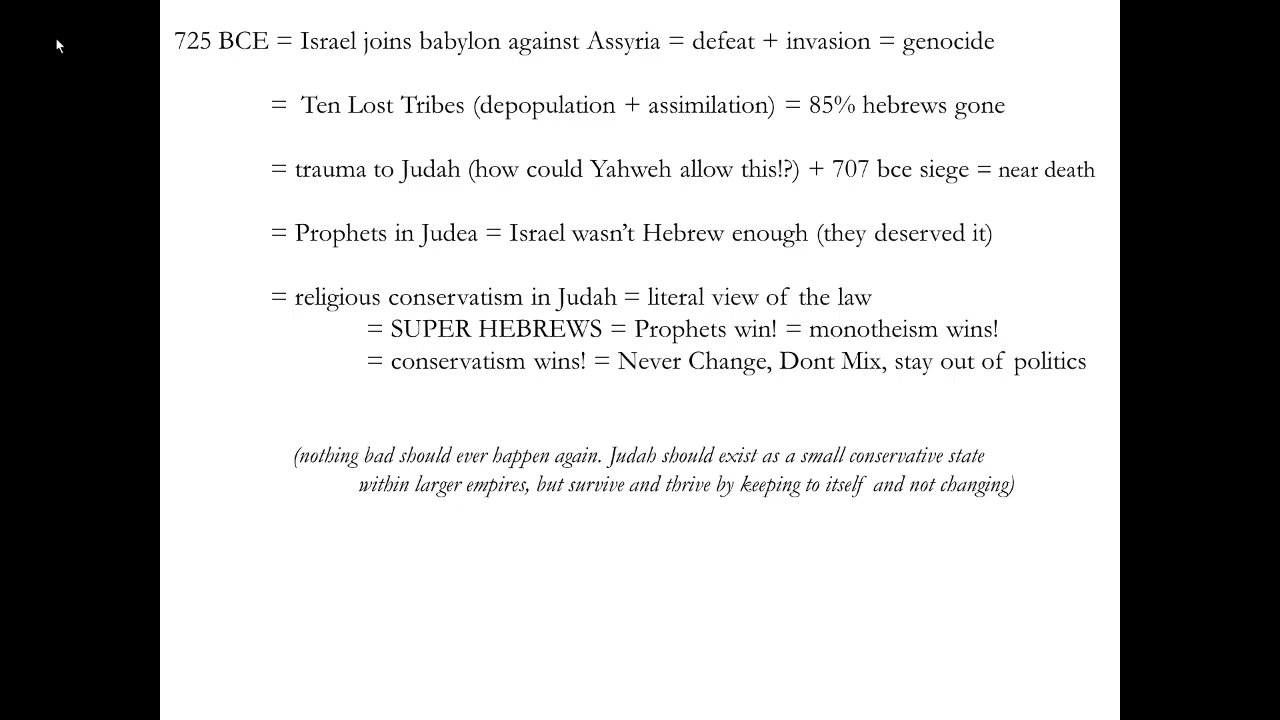 725 BCE = Israel joins babylon against Assyria = defeat + invasion = genocide
= Ten Lost Tribes (depopulation + assimilation) = 85% hebrews gone
= trauma to Judah (how could Yahweh allow this!?) + 707 bce siege = near death
= Prophets in Judea = Israel wasn't Hebrew enough (they deserved it)
= religious conservatism in Judah = literal view of the law
= SUPER HEBREWS = Prophets win! = monotheism wins!
= conservatism wins! = Never Change, Dont Mix, stay out of politics
(nothing bad should ever happen again. Judah should exist as a small conservative state
within larger empires, but survive and thrive by keeping to itself and not changing)